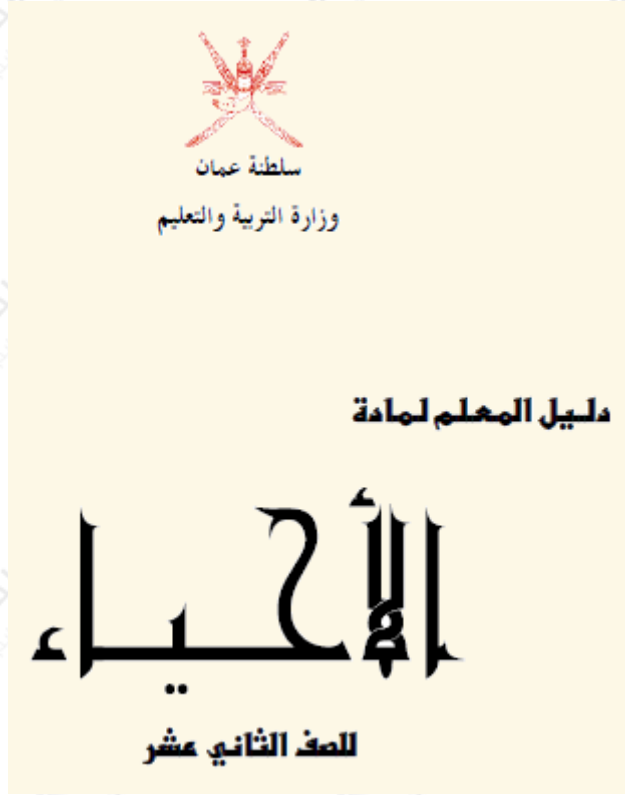 سلطنة عمان
وزارة التربية والتعليم
دليل المعلم لمادة
الأحياء
للصف الثاني عشر